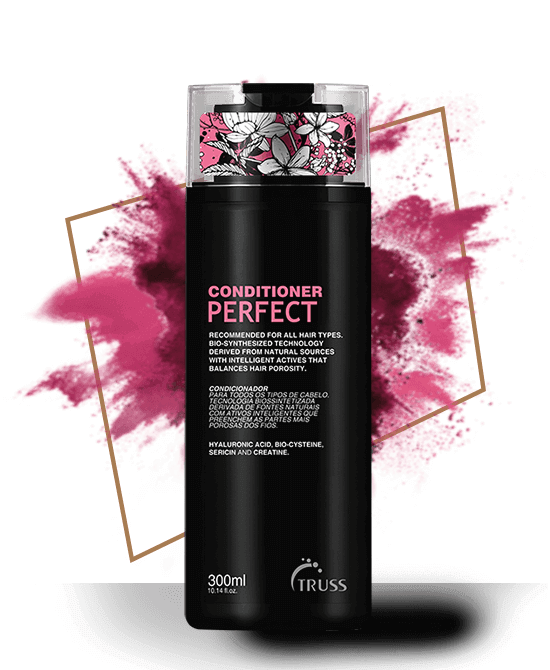 CONDITIONER
PERFECT
RECOMMENDED FOR ALL HAIR TYPES.
BIO-SYNTHESIZED TECHNOLOGY
DERIVED FROM NATURAL SOURCES
WITH INTELLIGENT ACTIVES THAT
BALANCES HAIR POROSITY.
CONDICIONADOR
PARA TODOS OS TIPOS DE CABELO.
TECNOLOGIA BIOSSINTETIZADA
DERIVADA DE FONTES NATURAIS
COM ATIVOS INTELIGENTES QUE
PREENCHEM AS PARTES MAIS
POROSAS DOS FIOS.
HYALURONIC ACID, BIO-CYSTEINE,
SERICIN AND CREATINE.
300ml
10.14 fl.oz.
TRUSS